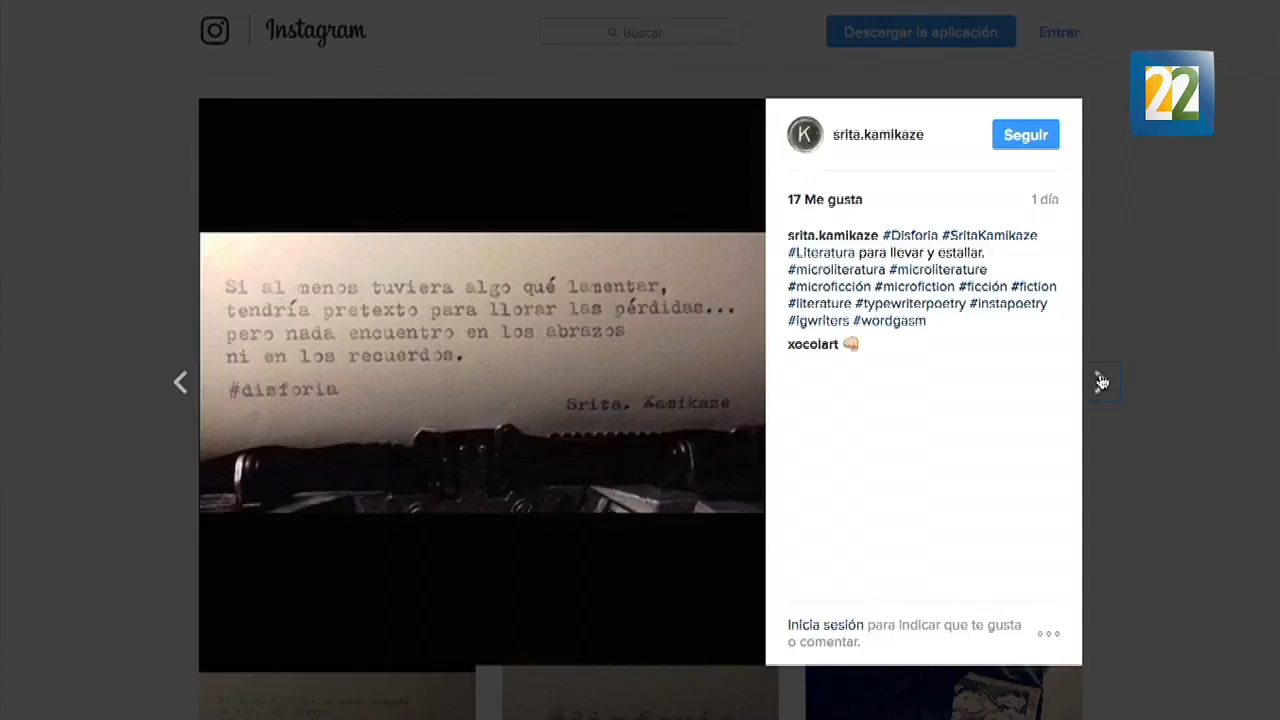 Instagram
Buscar
Descargar la aplicación
Entrar
22
K
srita.kamikaze
Seguir
17 Me gusta
1 día
srita.kamikaze #Disforia #SritaKamikaze
#Literatura para llevar y estallar.
#microliteratura #microliterature
#microficción #microfiction #ficción #fiction
#literature #typewriterpoetry #instapoetry
#igwriters #wordgasm
xocolart
Si al menos tuviera algo qué lamentar,
tendría pretexto para llorar las pérdidas...
pero nada encuentro en los abrazos
ni en los recuerdos.
#disforia
Srita. Kamikaze
Inicia sesión para indicar que te gusta
o comentar.